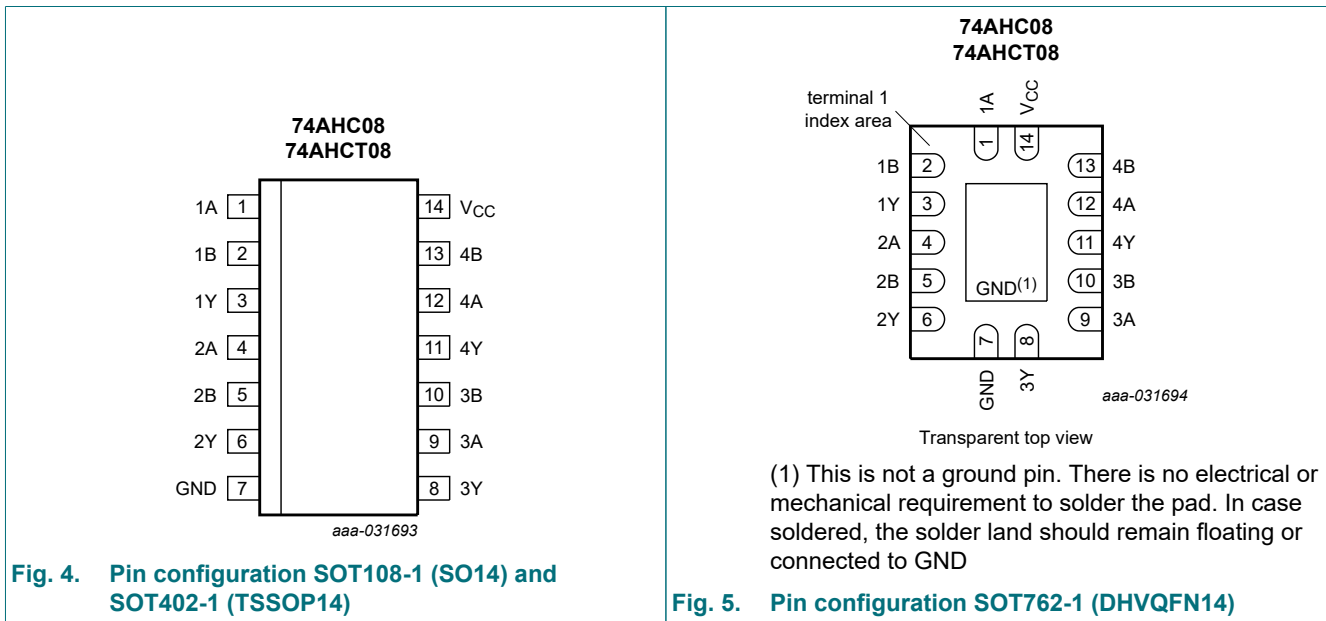 74AHC08
74AHCT08
1A 1
14 VCC
1B 2
13 4B
1Y 3
12 4A
2A 4
11 4Y
2B 5
10 3B
2Y 6
9 3A
GND 7
8 3Y
aaa-031693
Fig. 4. Pin configuration SOT108-1 (SO14) and
SOT402-1 (TSSOP14)
74AHC08
74AHCT08
terminal 1
index area
1A
VCC
1
14
1B 2
13 4B
1Y 3
12 4A
2A 4
11 4Y
2B 5
10 3B
GND(1)
2Y 6
9 3A
7
8
GND
3Y
aaa-031694
Transparent top view
(1) This is not a ground pin. There is no electrical or
mechanical requirement to solder the pad. In case
soldered, the solder land should remain floating or
connected to GND
Fig. 5. Pin configuration SOT762-1 (DHVQFN14)